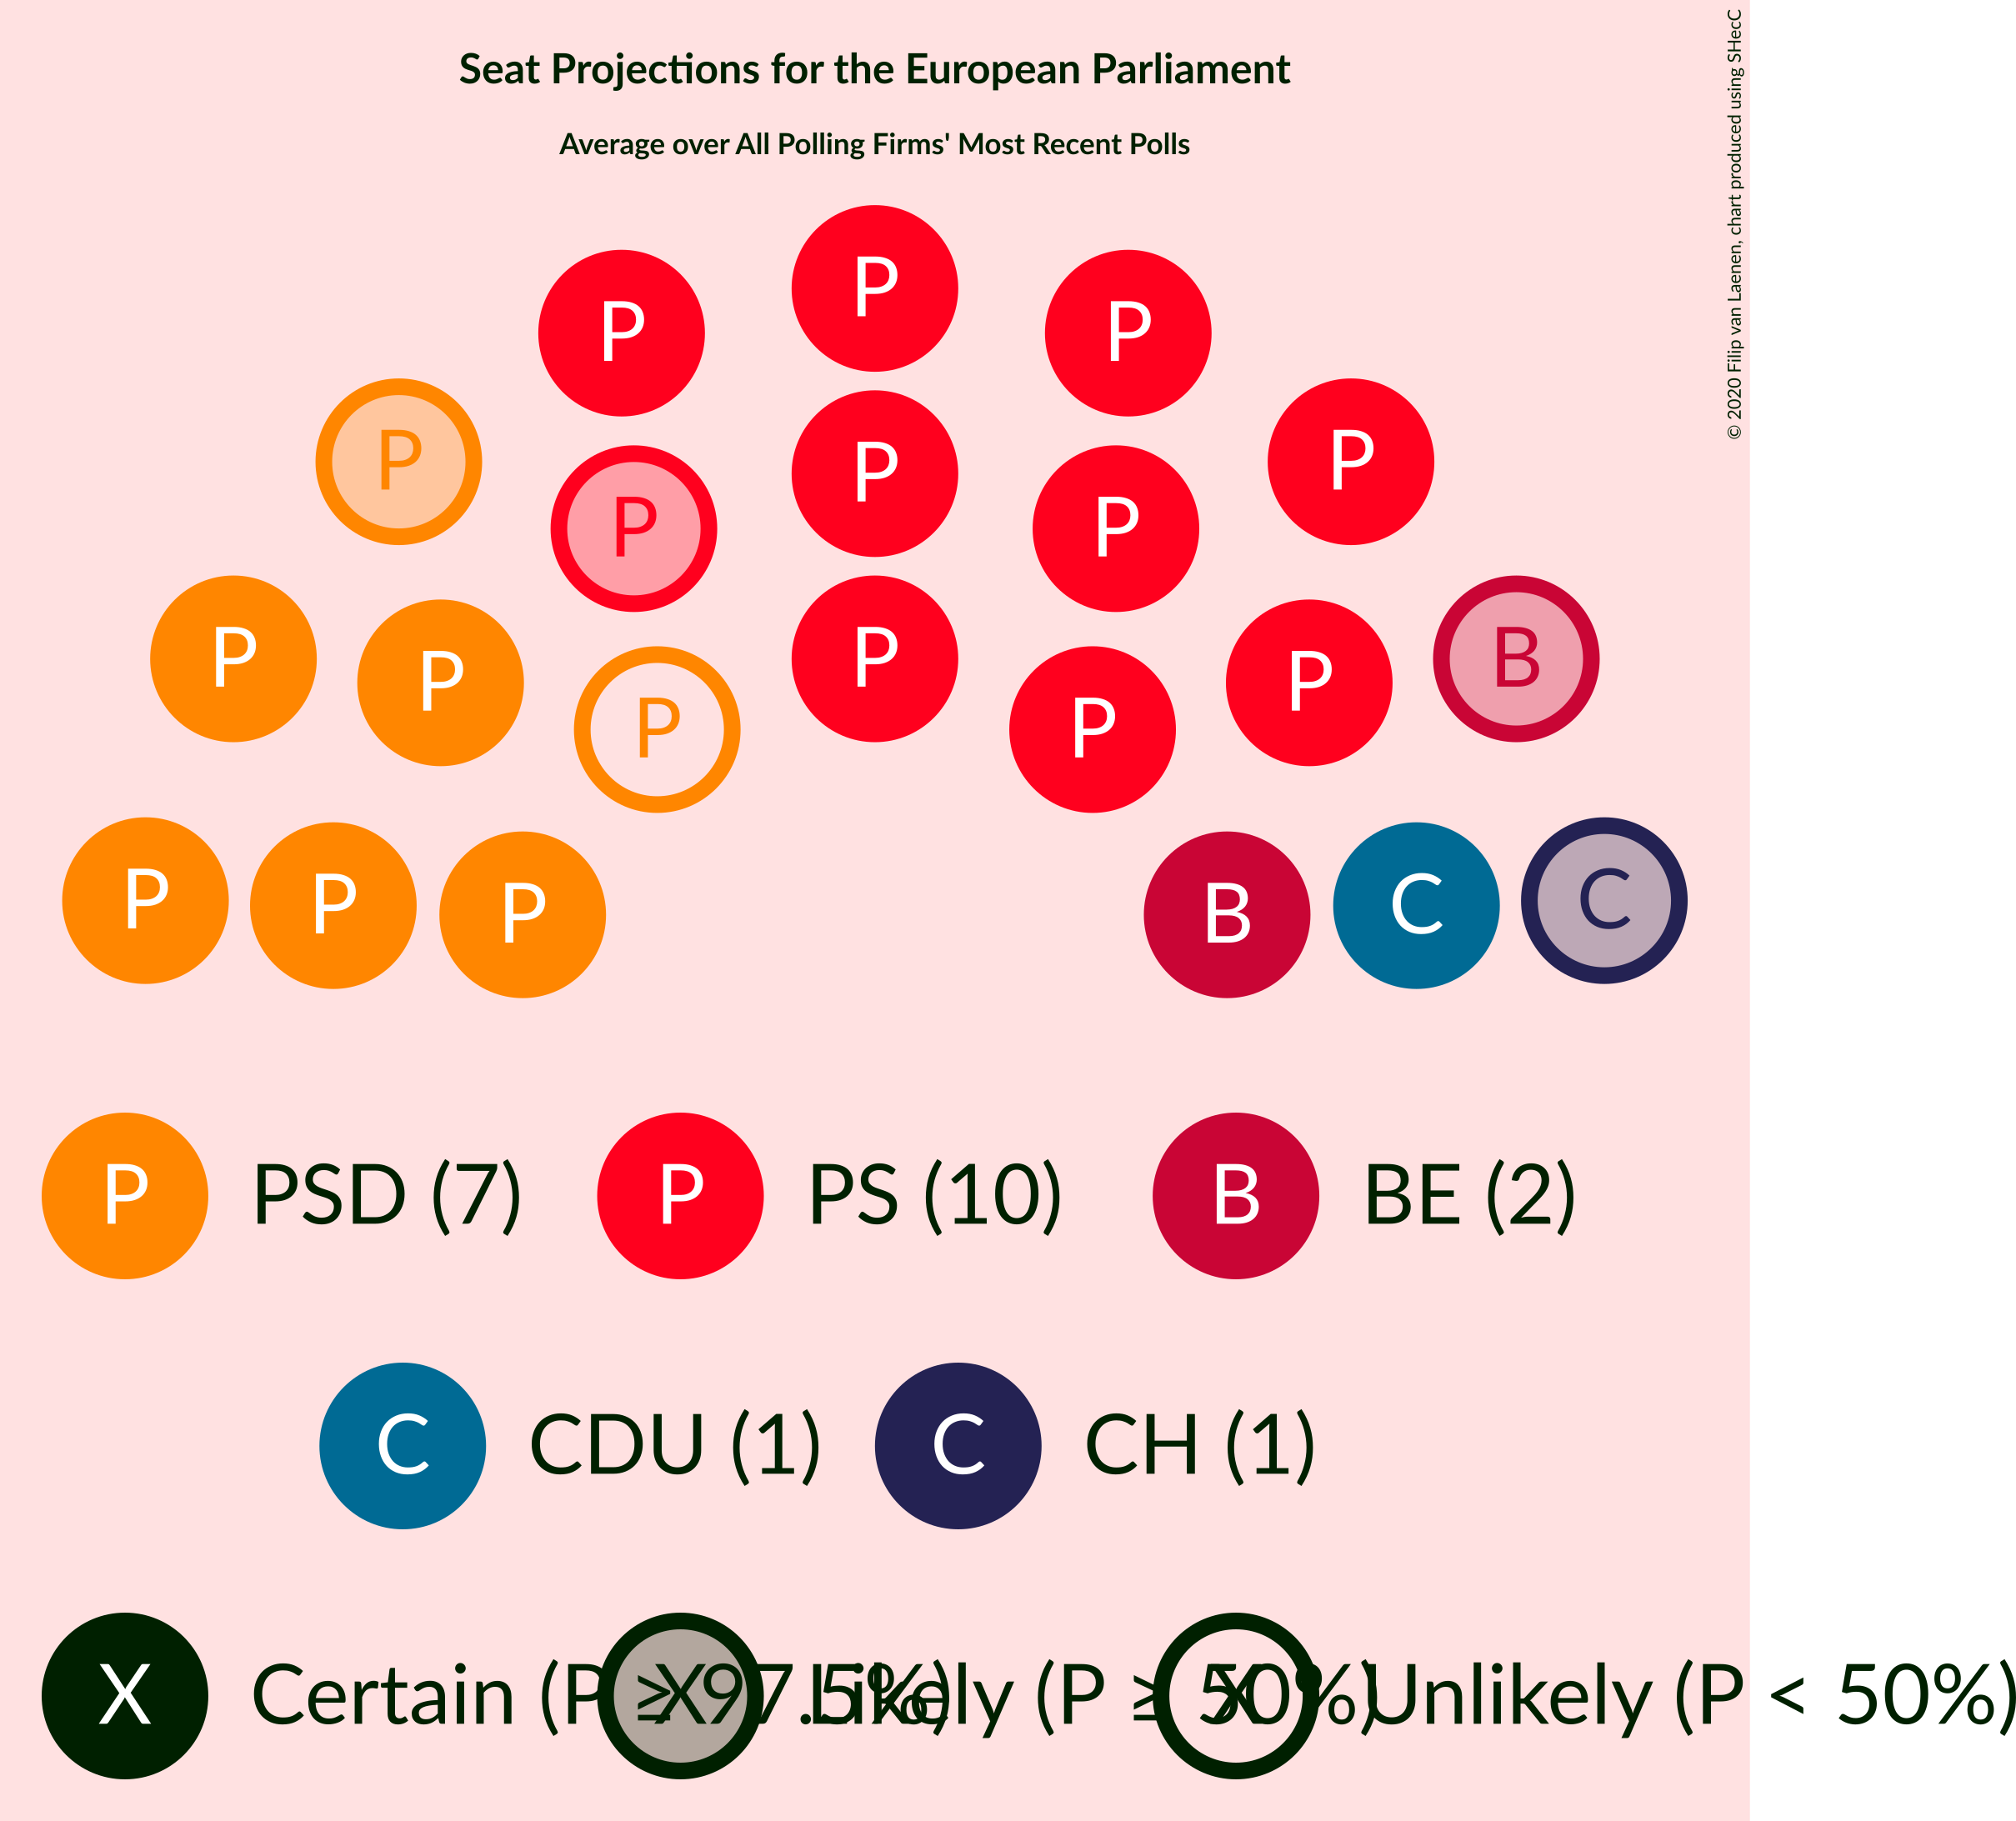 Seat Projections for the European Parliament
Average over All Polling Firms' Most Recent Polls
© 2020 Filip van Laenen, chart produced using SHecC
P
P P
P P
P
P P
P P B
P P P
P P
P P P B C C
P PSD (7) P PS (10) B BE (2)
C CDU (1) C CH (1)
X Certain (P ≥ 97.5%) X Likely (P ≥ 50%) X Unlikely (P < 50%)